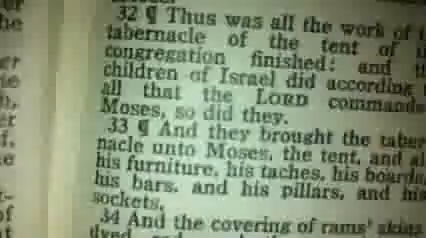 32 ¶ Thus was all the work of
tabernacle of the tent of
congregation finished: and
children of Israel did according
all that the LORD
Moses, so did they.
33 ¶ And they brought the taber-
nacle unto Moses, the tent, and
his furniture, his taches, his boards,
his bars, and his pillars, and his
sockets,
34 And the covering of rams' skins
dyed